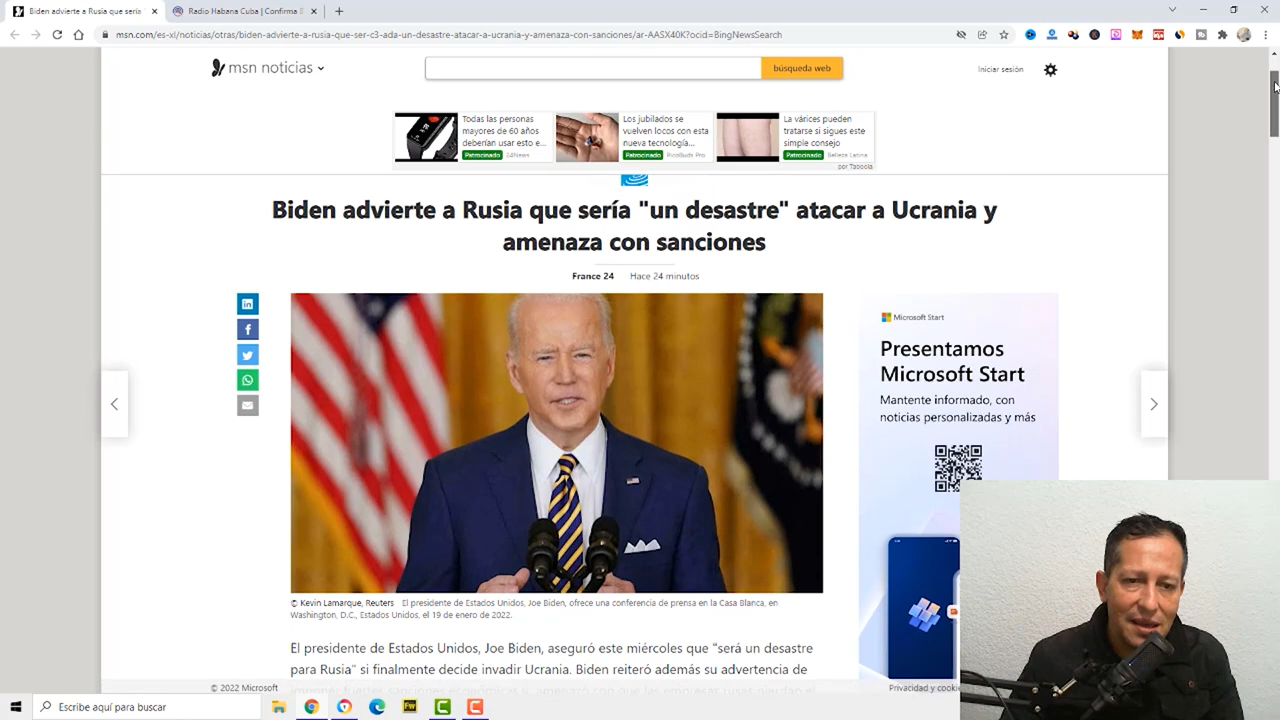 Biden advierte a Rusia que sería
Radio Habana Cuba | Confirma
msn.com/es-xl/noticias/otras/biden-advierte-a-rusia-que-ser-c3-ada-un-desastre-atacar-a-ucrania-y-amenaza-con-sanciones/ar-AASX40K?ocid=BingNewsSearch
msn noticias
búsqueda web
Iniciar sesión
Todas las personas
mayores de 60 años
deberían usar esto e...
Patrocinado 24News
Los jubilados se
vuelven locos con esta
nueva tecnología...
Patrocinado PicoBuds Pro
La várices pueden
tratarse si sigues este
simple consejo
Patrocinado Belleza Latina
por Taboola
Biden advierte a Rusia que sería "un desastre" atacar a Ucrania y
amenaza con sanciones
France 24 Hace 24 minutos
Microsoft Start
Presentamos
Microsoft Start
Mantente informado, con
noticias personalizadas y más
© Kevin Lamarque, Reuters El presidente de Estados Unidos, Joe Biden, ofrece una conferencia de prensa en la Casa Blanca, en
Washington, D.C., Estados Unidos, el 19 de enero de 2022.
El presidente de Estados Unidos, Joe Biden, aseguró este miércoles que "será un desastre
para Rusia" si finalmente decide invadir Ucrania. Biden reiteró además su advertencia de
© 2022 Microsoft
Privacidad y cookie
Fw
Escribe aquí para buscar